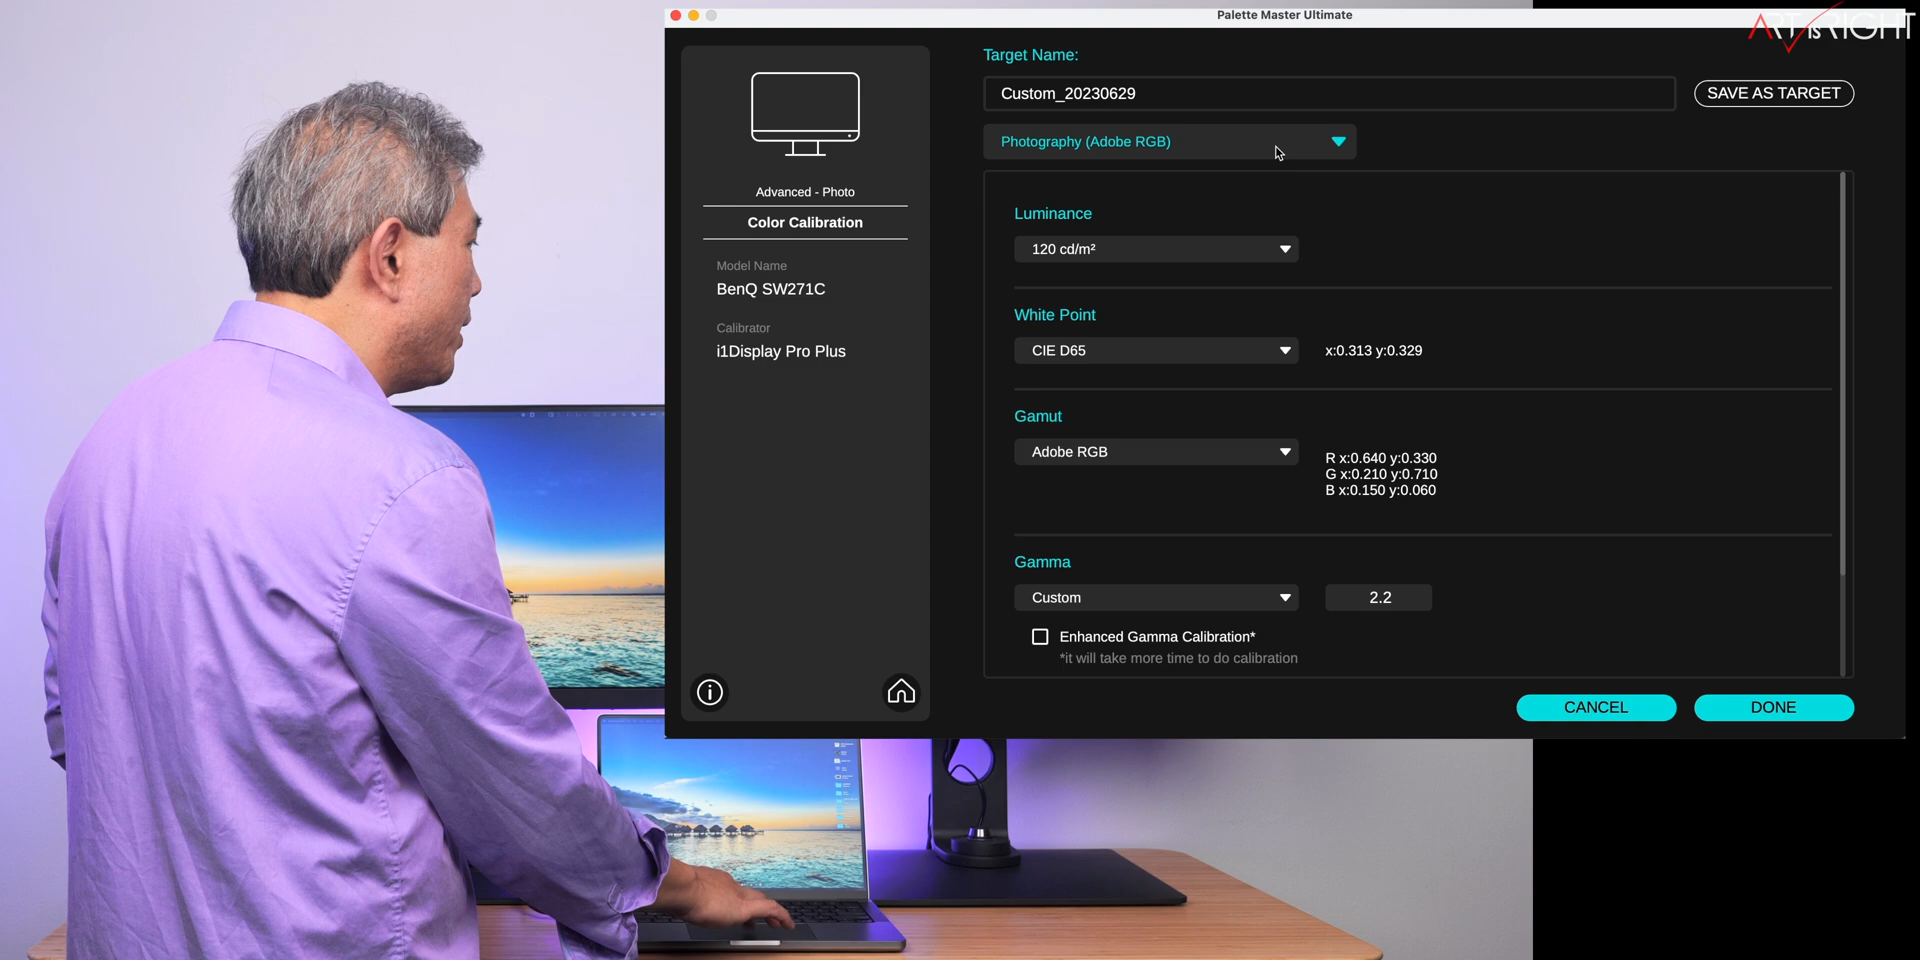 Palette Master Ultimate
ART is RIGHT
Target Name:
Custom_20230629
SAVE AS TARGET
Photography (Adobe RGB)
Advanced - Photo
Color Calibration
Model Name
BenQ SW271C
Calibrator
i1Display Pro Plus
Luminance
120 cd/m²
White Point
CIE D65
x:0.313 y:0.329
Gamut
Adobe RGB
R x:0.640 y:0.330
G x:0.210 y:0.710
B x:0.150 y:0.060
Gamma
Custom
2.2
Enhanced Gamma Calibration*
*it will take more time to do calibration
CANCEL
DONE